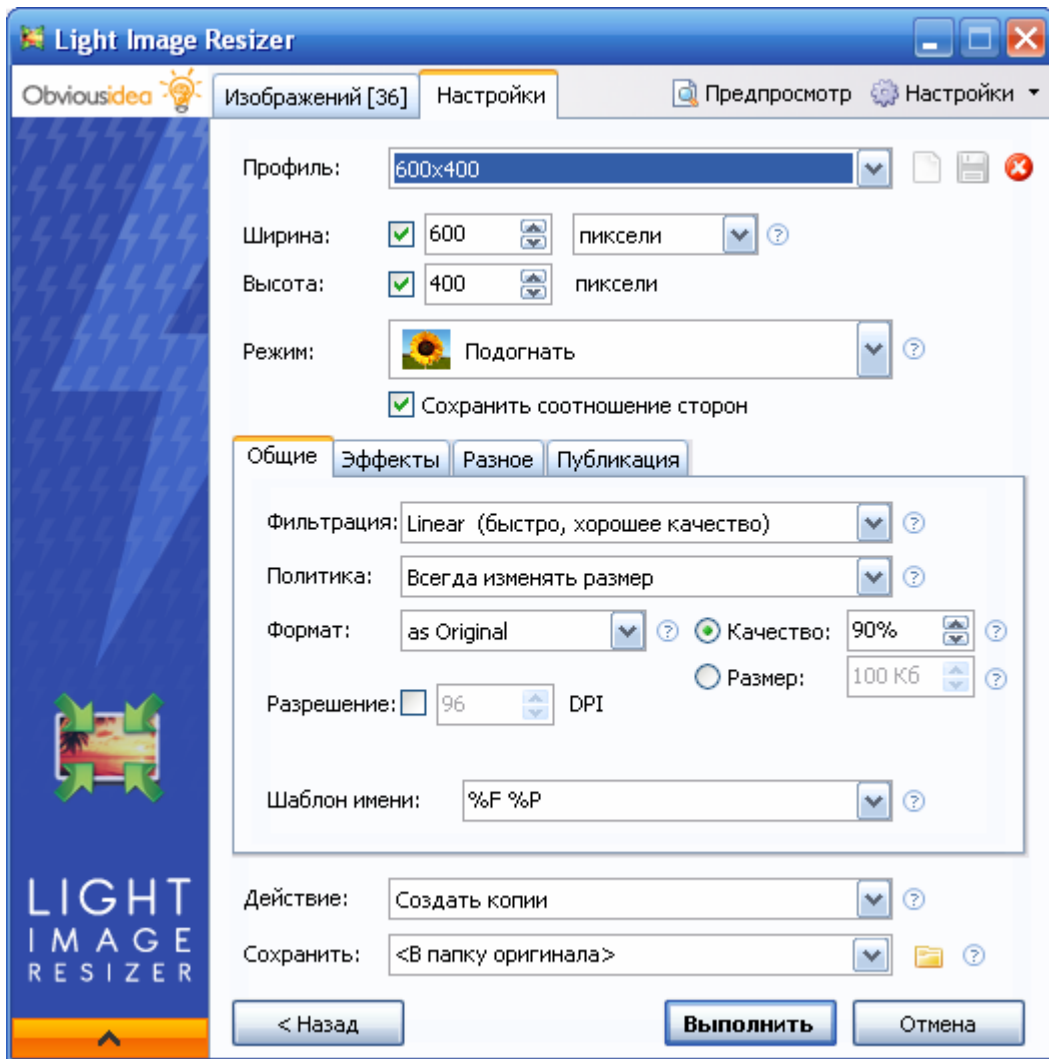 Light Image Resizer
Obviousidea Изображений [36] Настройки Предпросмотр Настройки
Профиль: 600x400
Ширина: 600 пиксели ?
Высота: 400 пиксели
Режим: Подогнать ?
Сохранить соотношение сторон
Общие Эффекты Разное Публикация
Фильтрация: Linear (быстро, хорошее качество) ?
Политика: Всегда изменять размер ?
Формат: as Original ? Качество: 90% ?
Размер: 100 Кб ?
Разрешение: 96 DPI
Шаблон имени: %F %P ?
Действие: Создать копии ?
Сохранить: <В папку оригинала> ?
LIGHT
IMAGE
RESIZER
< Назад Выполнить Отмена